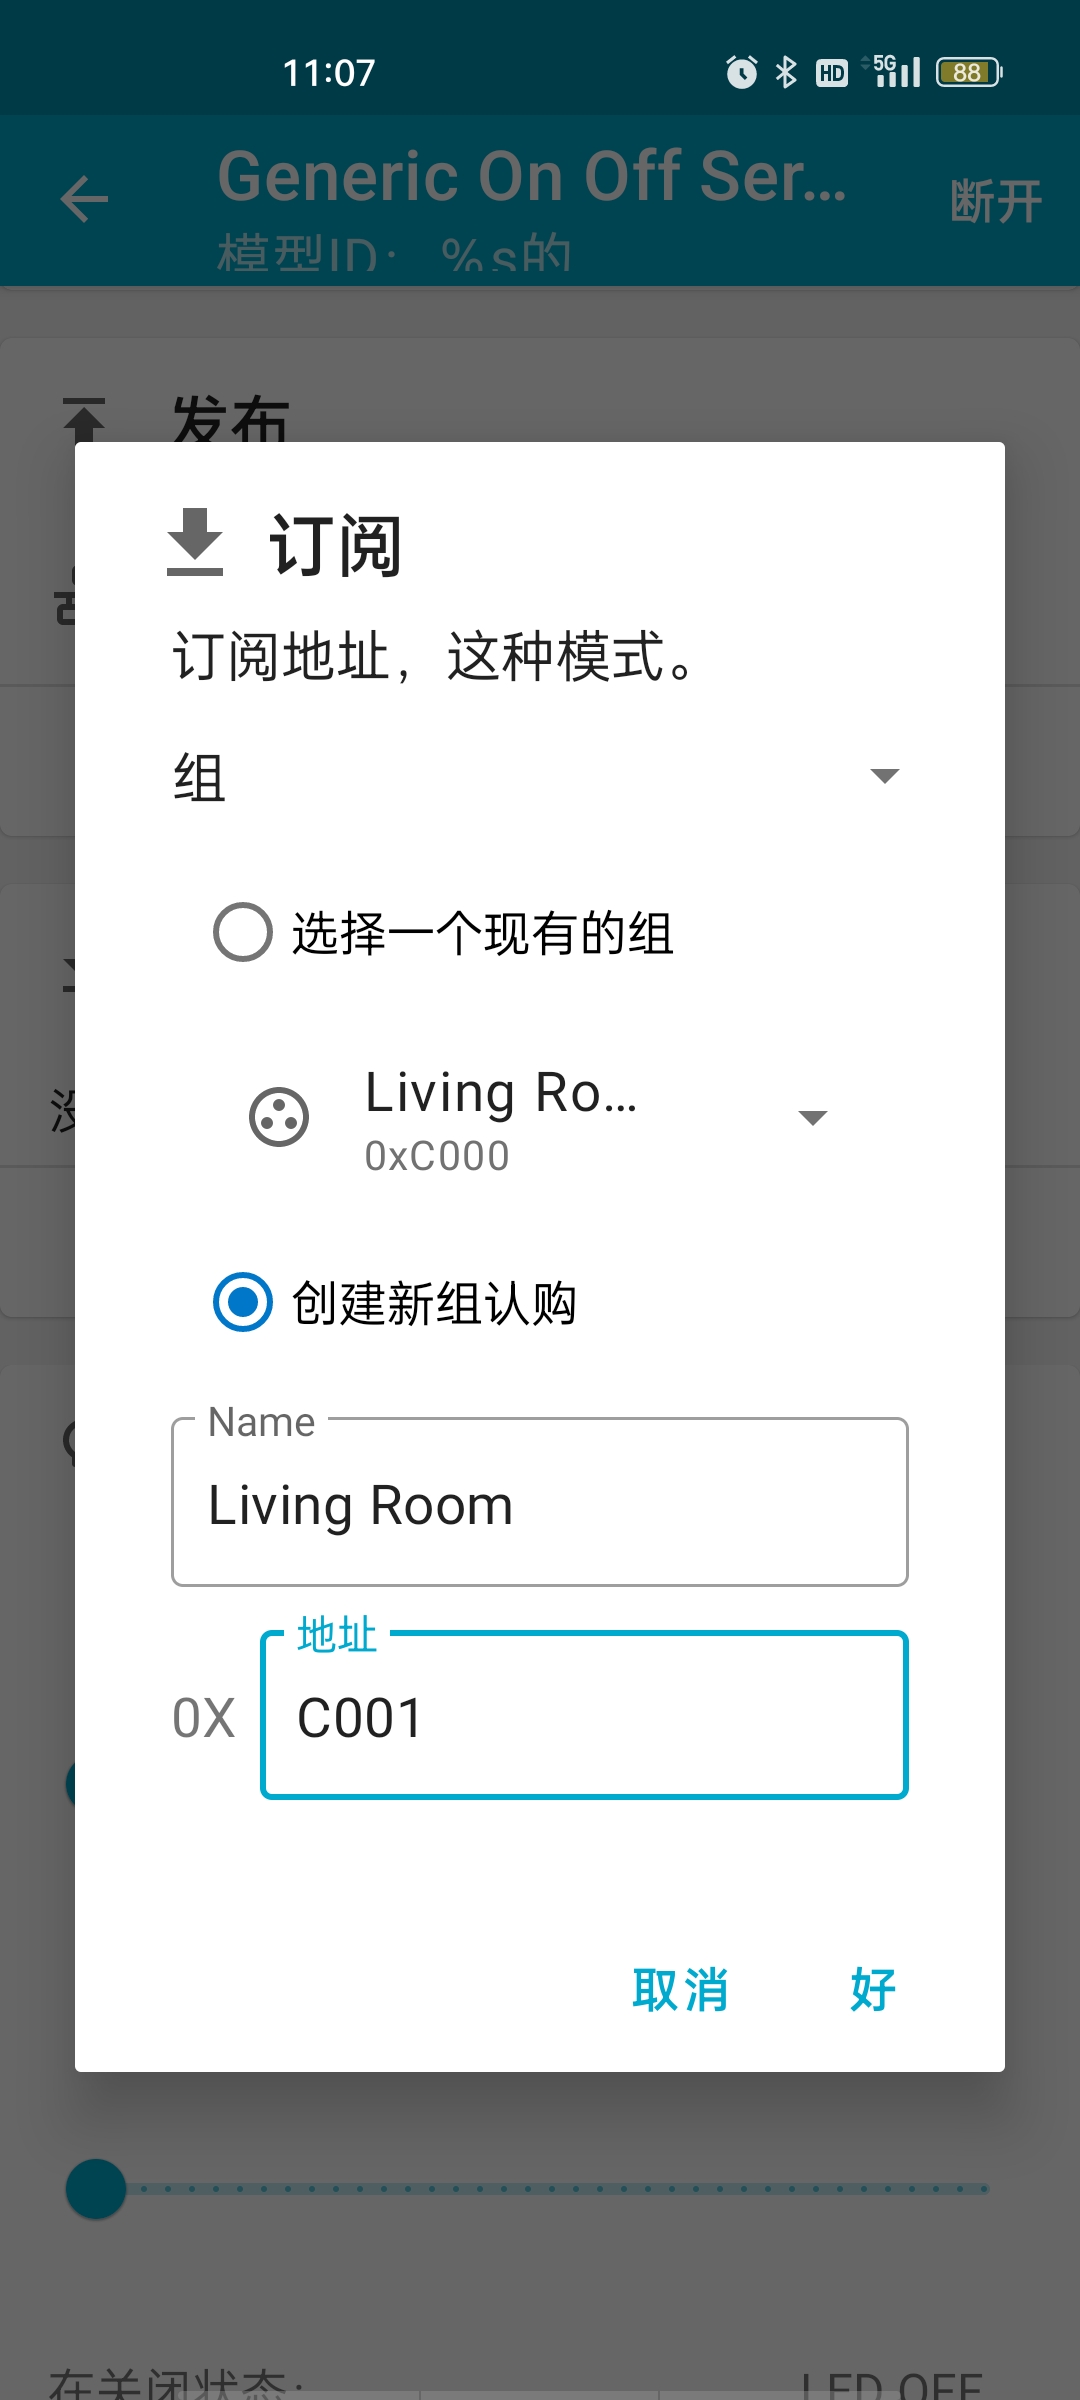 11:07
HD 5G 88
Generic On Off Ser...
断开
模型ID： %s的
发布
订阅
订阅地址，这种模式。
组
选择一个现有的组
Living Ro...
0xC000
没
创建新组认购
Name
Living Room
地址
0X C001
取消 好
在关闭状态： LED OFF